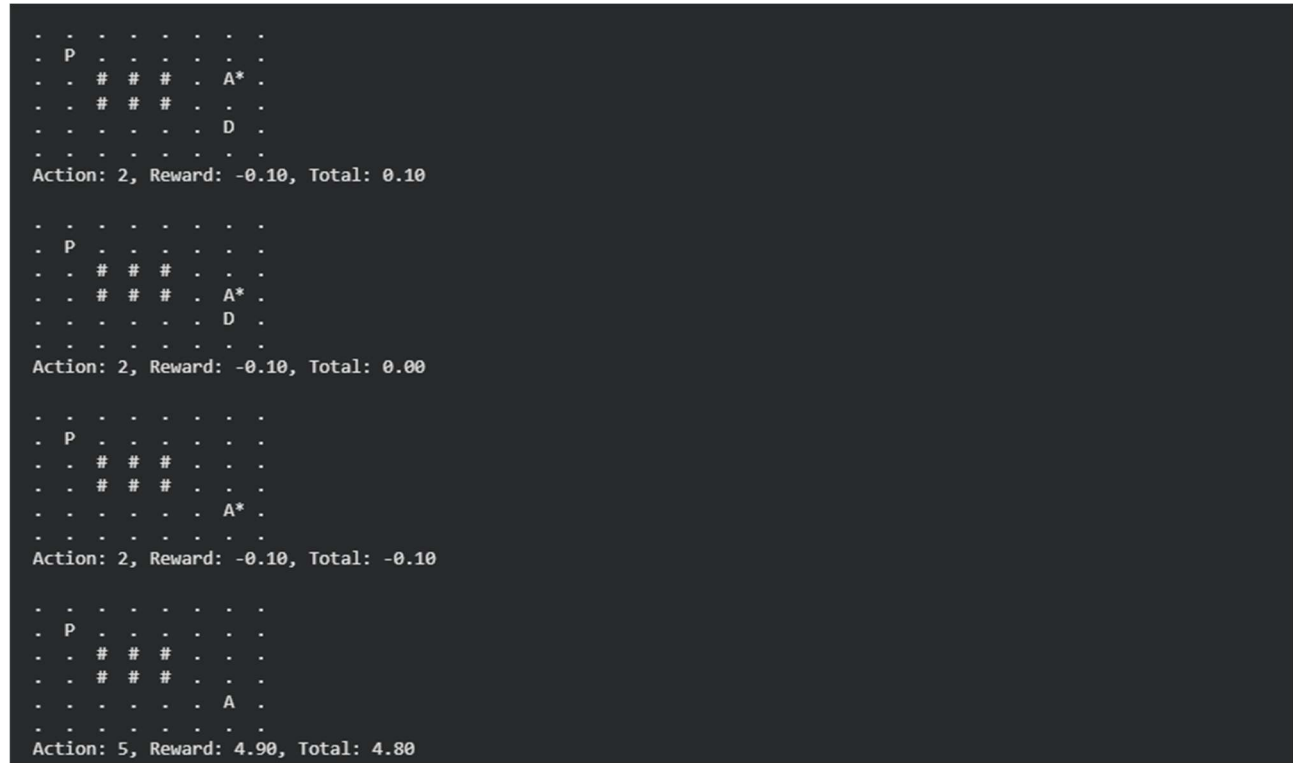 . . . . . . . .
. P . . . . . .
. . # # # . A* .
. . # # # . . .
. . . . . . D .
. . . . . . . .
Action: 2, Reward: -0.10, Total: 0.10
. . . . . . . .
. P . . . . . .
. . # # # . . .
. . # # # . A* .
. . . . . . D .
. . . . . . . .
Action: 2, Reward: -0.10, Total: 0.00
. . . . . . . .
. P . . . . . .
. . # # # . . .
. . # # # . . .
. . . . . . A* .
. . . . . . . .
Action: 2, Reward: -0.10, Total: -0.10
. . . . . . . .
. P . . . . . .
. . # # # . . .
. . # # # . . .
. . . . . . A .
. . . . . . . .
Action: 5, Reward: 4.90, Total: 4.80